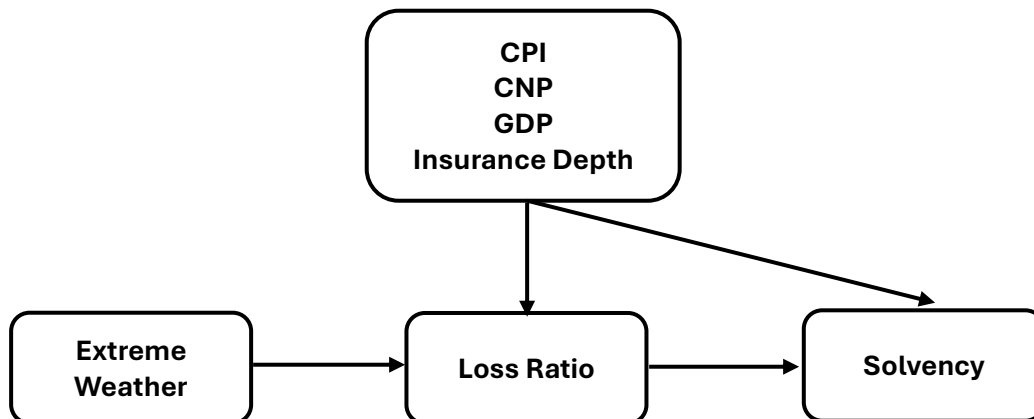 CPI
CNP
GDP
Insurance Depth
Extreme
Weather
Loss Ratio
Solvency